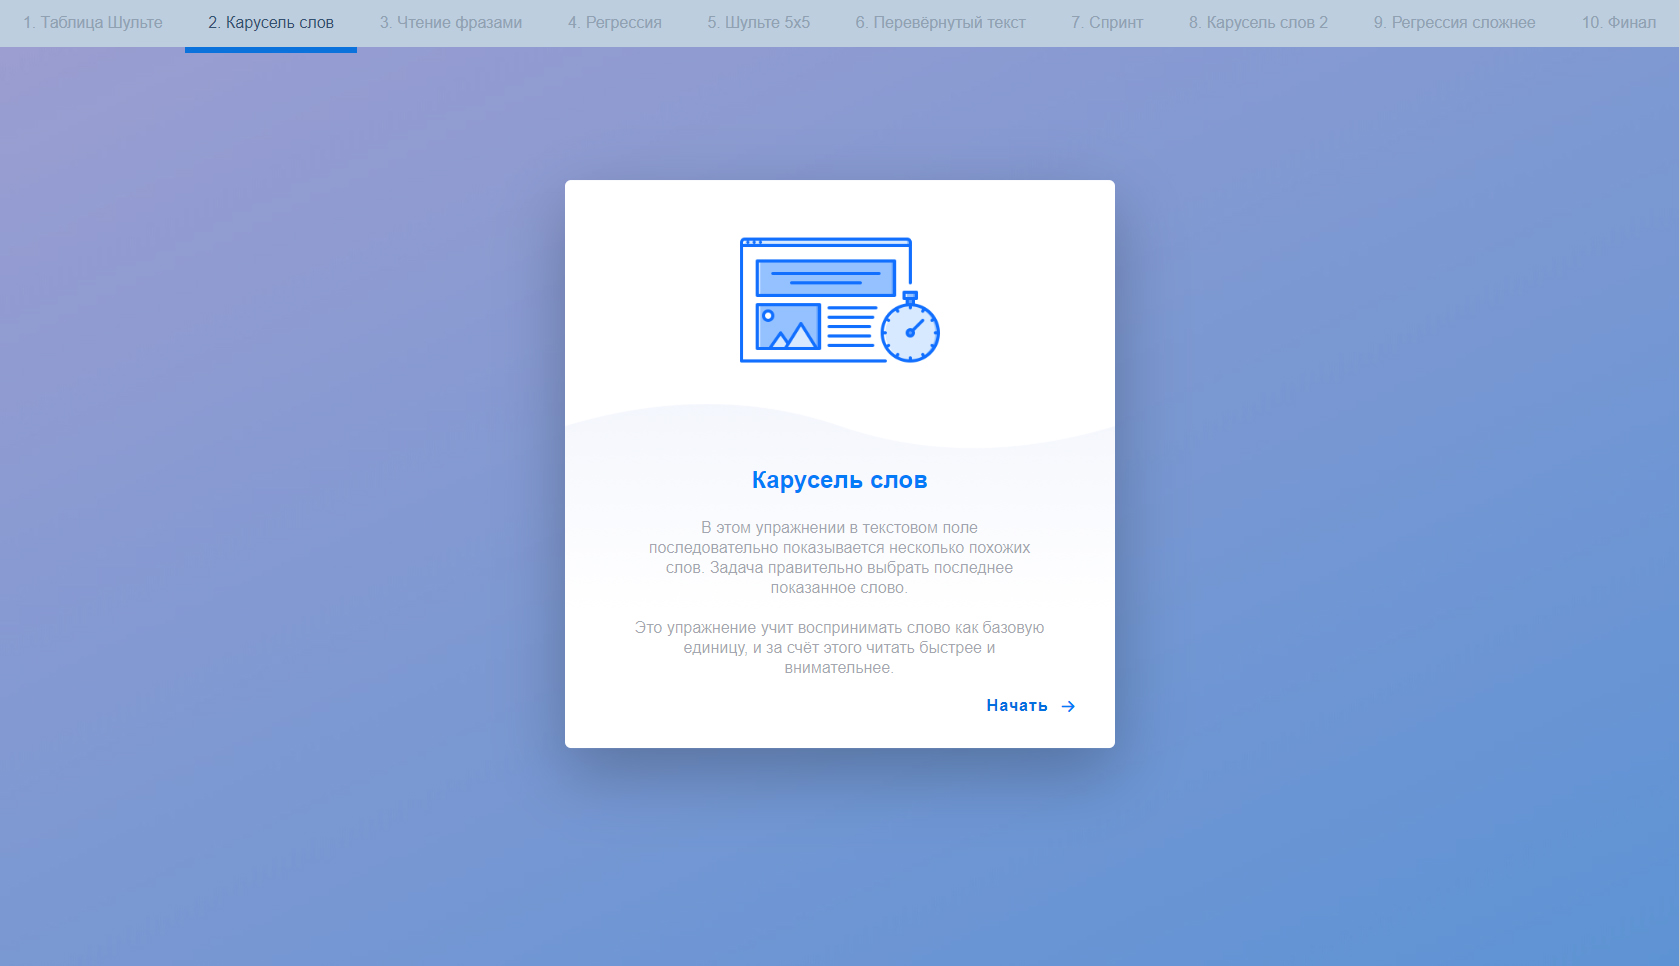 1. Таблица Шульте 2. Карусель слов 3. Чтение фразами 4. Регрессия 5. Шульте 5x5 6. Перевёрнутый текст 7. Спринт 8. Карусель слов 2 9. Регрессия сложнее 10. Финал
Карусель слов
В этом упражнении в текстовом поле
последовательно показывается несколько похожих
слов. Задача правительно выбрать последнее
показанное слово.
Это упражнение учит воспринимать слово как базовую
единицу, и за счёт этого читать быстрее и
внимательнее.
Начать →